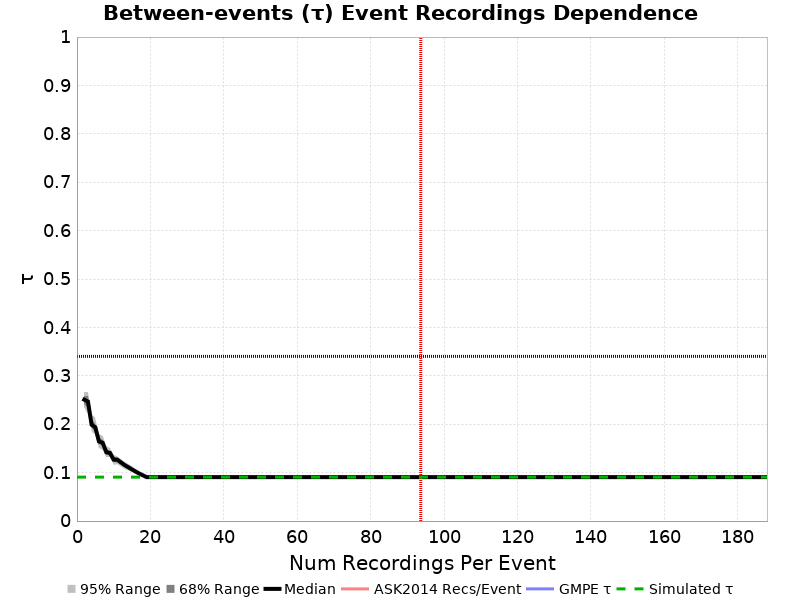 Between-events (τ) Event Recordings Dependence
1
0.9
0.8
0.7
0.6
0.5
0.4
0.3
0.2
0.1
0
τ
0 20 40 60 80 100 120 140 160 180
Num Recordings Per Event
95% Range 68% Range Median ASK2014 Recs/Event GMPE τ Simulated τ